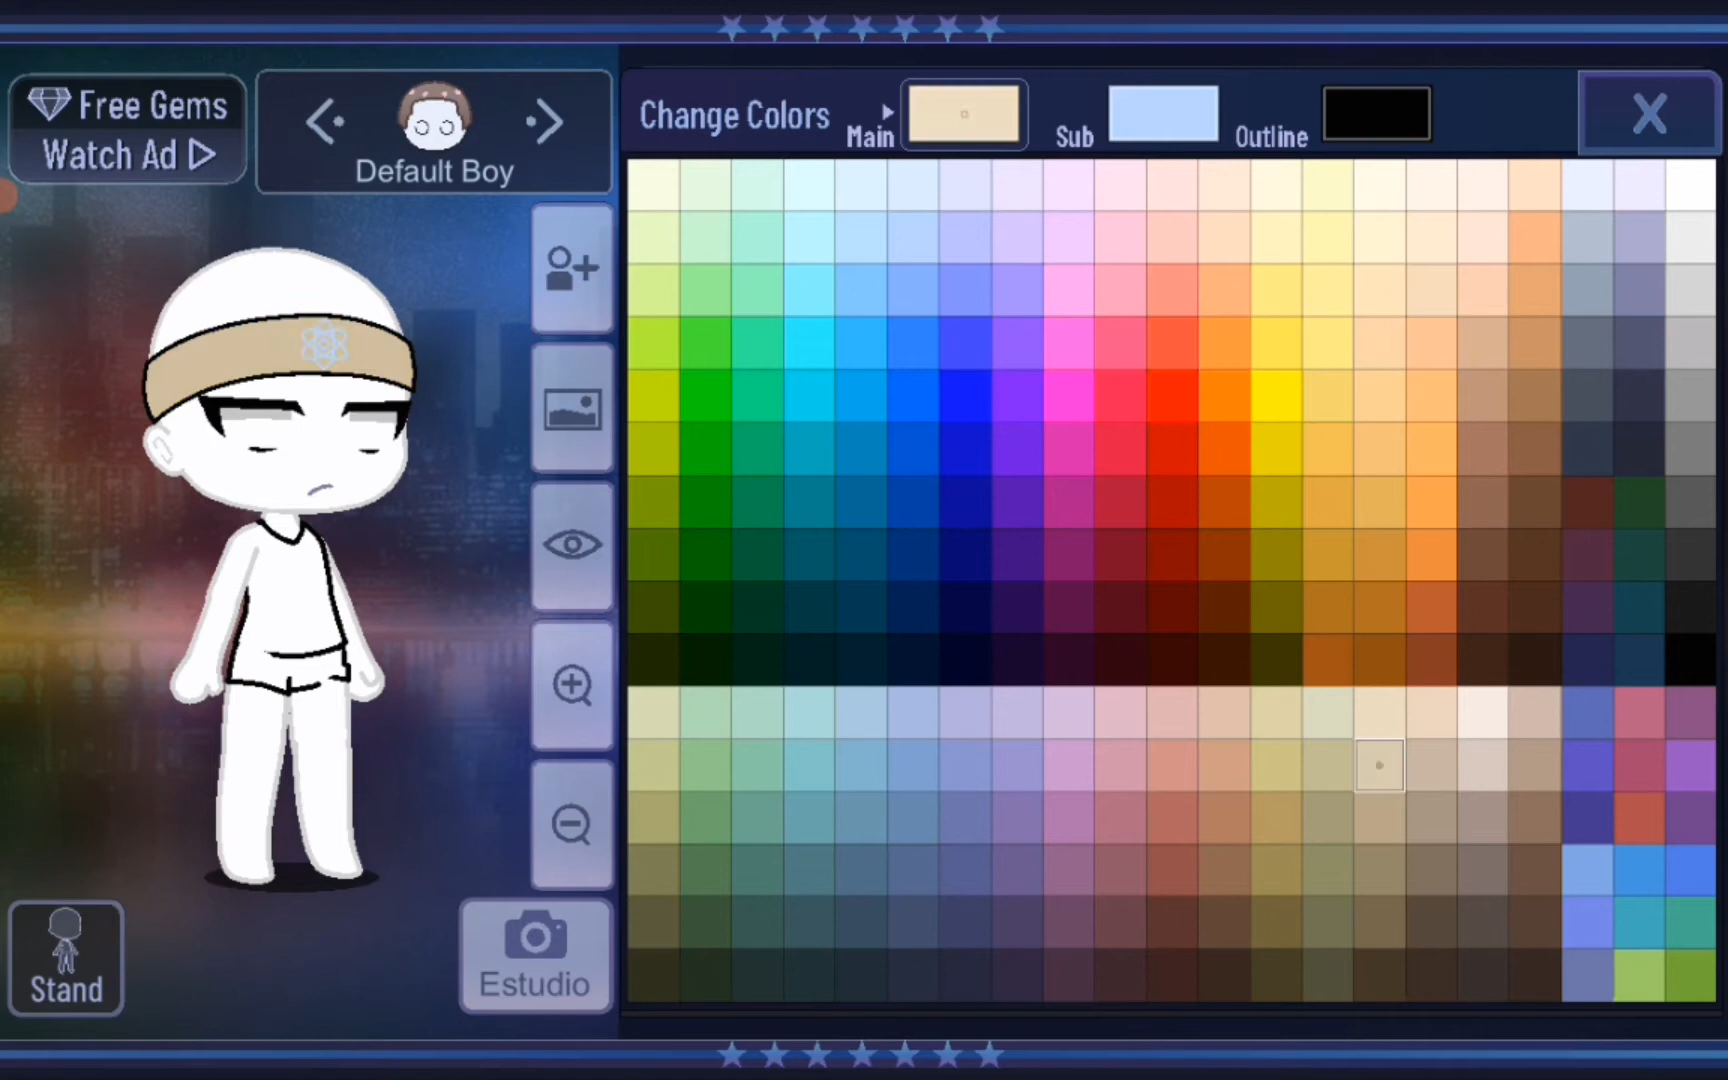 Free Gems
Watch Ad
Default Boy
Change Colors
Main
Sub
Outline
X
Stand
Estudio